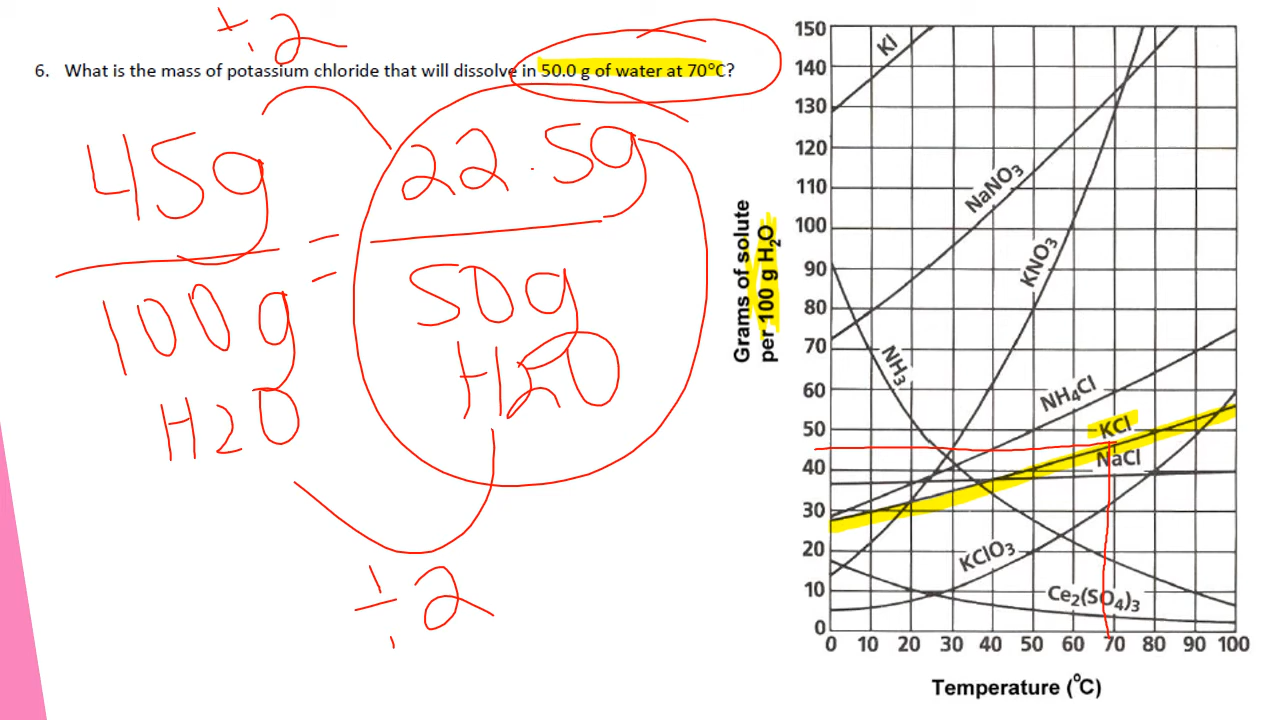 ÷2
6. What is the mass of potassium chloride that will dissolve in 50.0 g of water at 70°C?
45g = 22.5g
100g 50g
H2O H2O
÷2
Grams of solute
per 100 g H₂O
150
140
130
120
110
100
90
80
70
60
50
40
30
20
10
0
KI
NaNO₃
KNO₃
NH₃
NH₄Cl
KCl
NaCl
KClO₃
Ce₂(SO₄)₃
0 10 20 30 40 50 60 70 80 90 100
Temperature (°C)